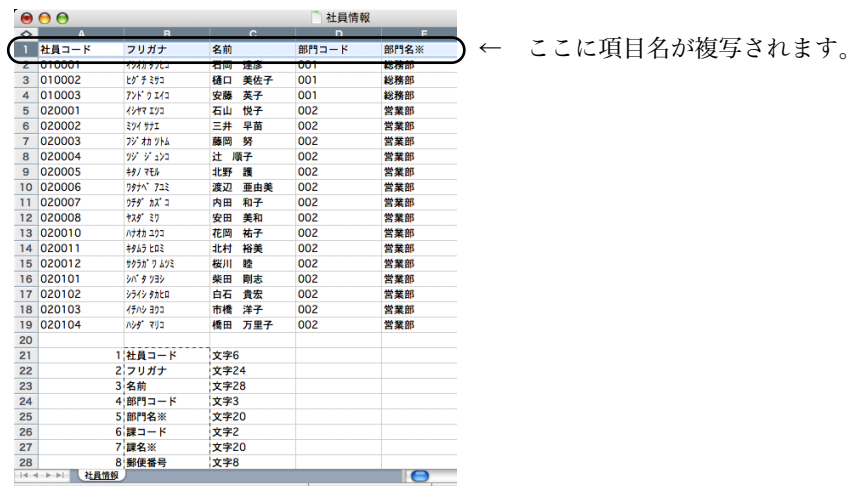 社員情報
A B C D E
1 社員コード フリガナ 名前 部門コード 部門名※
← ここに項目名が複写されます。
2 010001 ｲｼｵｶ ﾀﾂﾋｺ 石岡 達彦 001 総務部
3 010002 ﾋｸﾞﾁ ﾐｻｺ 樋口 美佐子 001 総務部
4 010003 ｱﾝﾄﾞｳ ｴｲｺ 安藤 英子 001 総務部
5 020001 ｲｼﾔﾏ ｴﾂｺ 石山 悦子 002 営業部
6 020002 ﾐﾂｲ ｻﾅｴ 三井 早苗 002 営業部
7 020003 ﾌｼﾞｵｶ ﾂﾄﾑ 藤岡 努 002 営業部
8 020004 ﾂｼﾞ ｼﾞｭﾝｺ 辻 順子 002 営業部
9 020005 ｷﾀﾉ ﾏﾓﾙ 北野 護 002 営業部
10 020006 ﾜﾀﾅﾍﾞ ｱﾕﾐ 渡辺 亜由美 002 営業部
11 020007 ｳﾁﾀﾞ ｶｽﾞｺ 内田 和子 002 営業部
12 020008 ﾔｽﾀﾞ ﾐﾜ 安田 美和 002 営業部
13 020010 ﾊﾅｵｶ ﾕｳｺ 花岡 祐子 002 営業部
14 020011 ｷﾀﾑﾗ ﾋﾛﾐ 北村 裕美 002 営業部
15 020012 ｻｸﾗｶﾞﾜ ﾑﾂﾐ 桜川 睦 002 営業部
16 020101 ｼﾊﾞﾀ ﾂﾖｼ 柴田 剛志 002 営業部
17 020102 ｼﾗｲｼ ﾀｶﾋﾛ 白石 貴宏 002 営業部
18 020103 ｲﾁﾊｼ ﾖｳｺ 市橋 洋子 002 営業部
19 020104 ﾊｼﾀﾞ ﾏﾘｺ 橋田 万里子 002 営業部
20
21 1 社員コード 文字6
22 2 フリガナ 文字24
23 3 名前 文字28
24 4 部門コード 文字3
25 5 部門名※ 文字20
26 6 課コード 文字2
27 7 課名※ 文字20
28 8 郵便番号 文字8
社員情報